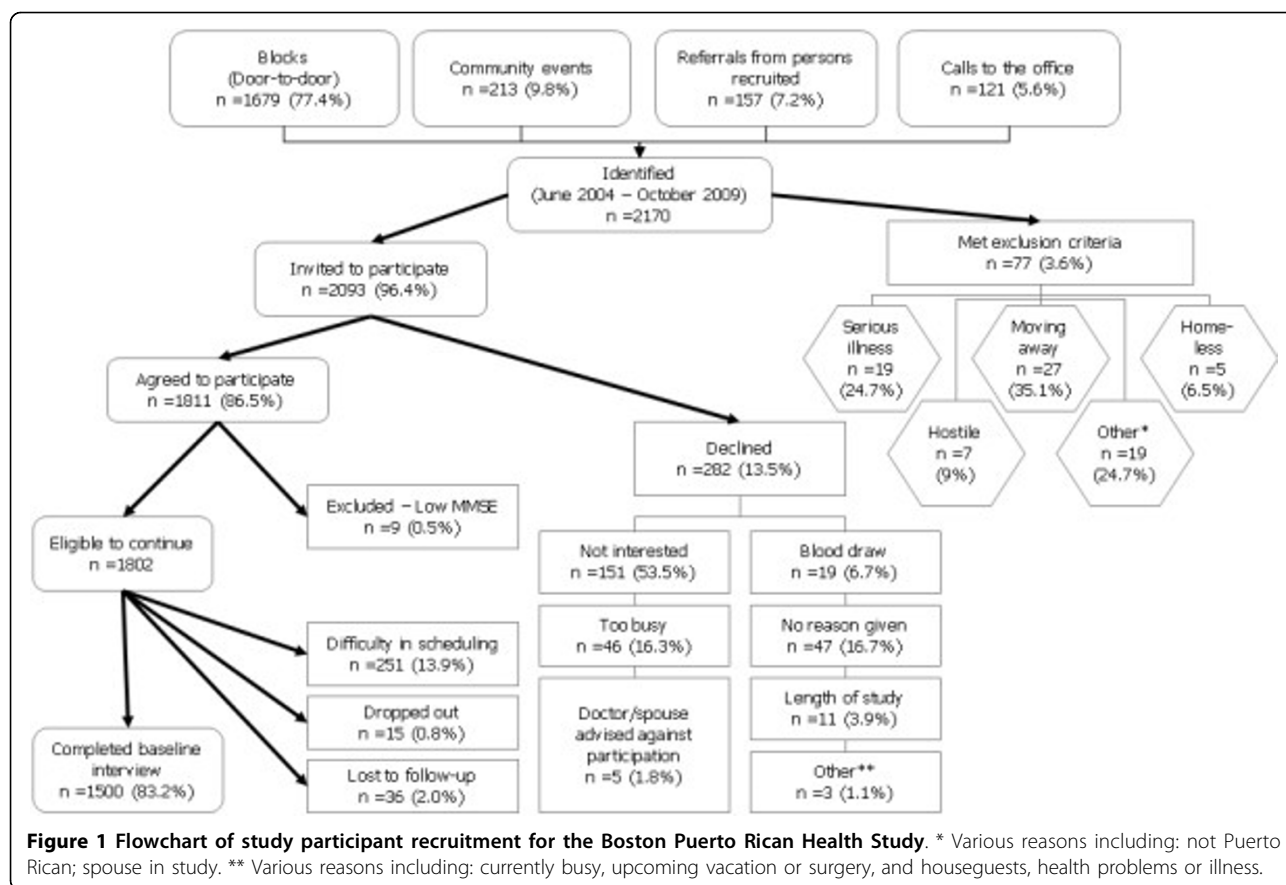 Blocks
(Door-to-door)
n =1679 (77.4%)
Community events
n =213 (9.8%)
Referrals from persons
recruited
n =157 (7.2%)
Calls to the office
n =121 (5.6%)
Identified
(June 2004 – October 2009)
n =2170
Invited to participate
n =2093 (96.4%)
Met exclusion criteria
n =77 (3.6%)
Serious
illness
n =19
(24.7%)
Moving
away
n =27
(35.1%)
Home-
less
n =5
(6.5%)
Hostile
n =7
(9%)
Other*
n =19
(24.7%)
Agreed to participate
n =1811 (86.5%)
Declined
n =282 (13.5%)
Excluded – Low MMSE
n =9 (0.5%)
Eligible to continue
n =1802
Not interested
n =151 (53.5%)
Blood draw
n =19 (6.7%)
Too busy
n =46 (16.3%)
No reason given
n =47 (16.7%)
Doctor/spouse
advised against
participation
n =5 (1.8%)
Length of study
n =11 (3.9%)
Other**
n =3 (1.1%)
Difficulty in scheduling
n =251 (13.9%)
Dropped out
n =15 (0.8%)
Lost to follow-up
n =36 (2.0%)
Completed baseline
interview
n =1500 (83.2%)
Figure 1 Flowchart of study participant recruitment for the Boston Puerto Rican Health Study. * Various reasons including: not Puerto
Rican; spouse in study. ** Various reasons including: currently busy, upcoming vacation or surgery, and houseguests, health problems or illness.